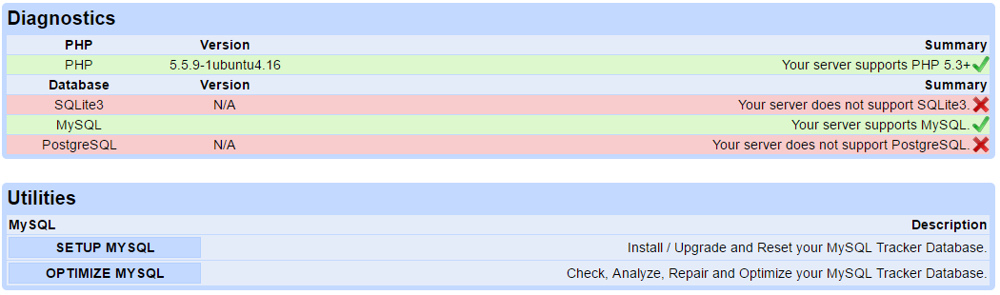 Diagnostics
PHP Version Summary
PHP 5.5.9-1ubuntu4.16 Your server supports PHP 5.3+
Database Version Summary
SQLite3 N/A Your server does not support SQLite3.
MySQL Your server supports MySQL.
PostgreSQL N/A Your server does not support PostgreSQL.
Utilities
MySQL Description
SETUP MYSQL Install / Upgrade and Reset your MySQL Tracker Database.
OPTIMIZE MYSQL Check, Analyze, Repair and Optimize your MySQL Tracker Database.